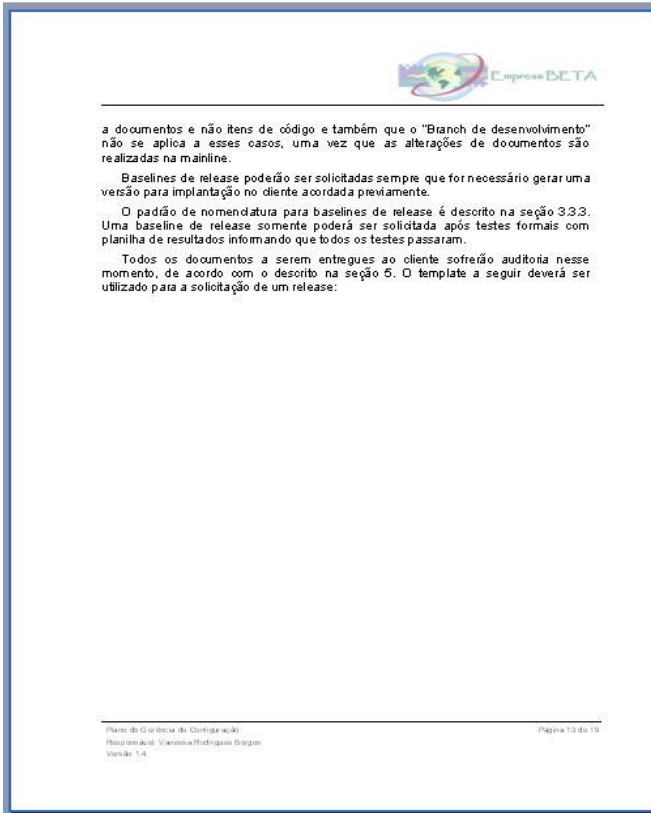 Empresa BETA
a documentos e não itens de código e também que o "Branch de desenvolvimento"
não se aplica a esses casos, uma vez que as alterações de documentos são
realizadas na mainline.
Baselines de release poderão ser solicitadas sempre que for necessário gerar uma
versão para implantação no cliente acordada previamente.
O padrão de nomenclatura para baselines de release é descrito na seção 3.3.3.
Uma baseline de release somente poderá ser solicitada após testes formais com
planilha de resultados informando que todos os testes passaram.
Todos os documentos a serem entregues ao cliente sofrerão auditoria nesse
momento, de acordo com o descrito na seção 5. O template a seguir deverá ser
utilizado para a solicitação de um release:
Plano de Gerência de Configuração
Página 13 de 19
Responsável: Vanessa Rodrigues Borges
Versão 1.4